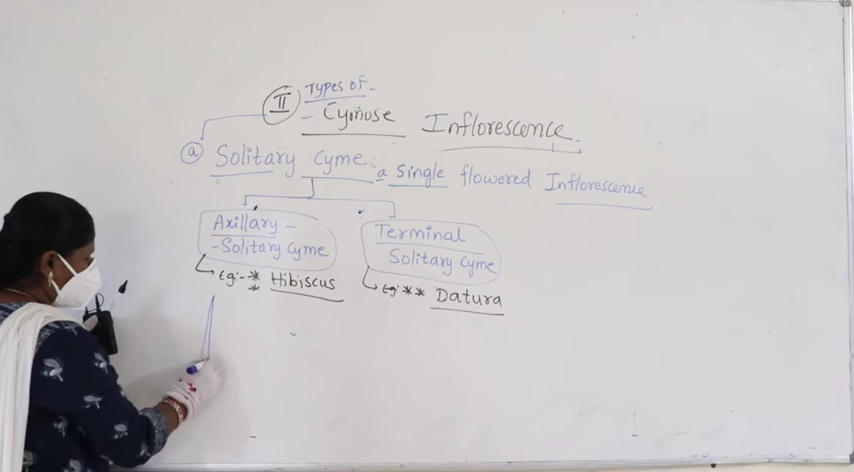 II Types of -
- Cymose Inflorescence.
a Solitary Cyme: a single flowered Inflorescence
Axillary -
- Solitary Cyme
Eg:- * Hibiscus
*
Terminal
Solitary Cyme
Eg: * * Datura